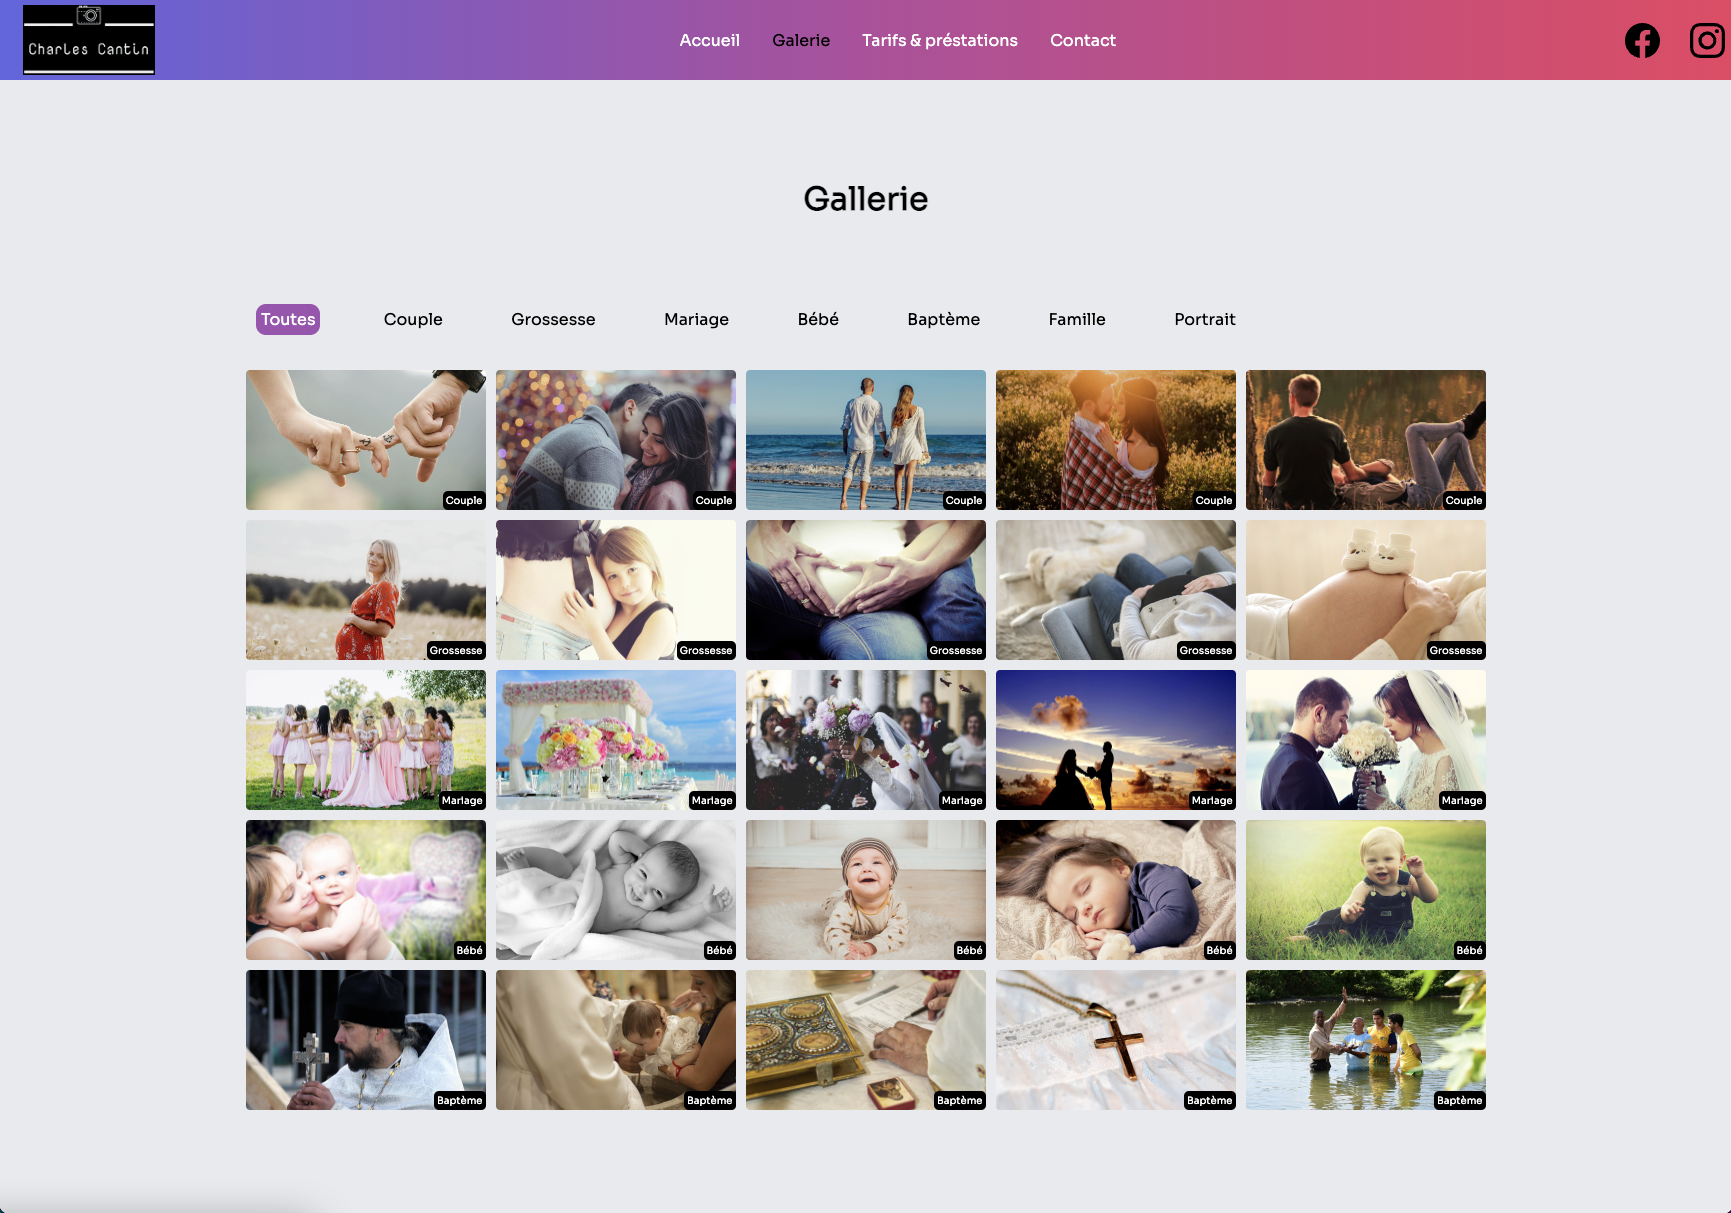 Charles Cantin
Accueil Galerie Tarifs & préstations Contact
Gallerie
Toutes Couple Grossesse Mariage Bébé Baptème Famille Portrait
Couple Couple Couple Couple Couple
Grossesse Grossesse Grossesse Grossesse Grossesse
Mariage Mariage Mariage Mariage Mariage
Bébé Bébé Bébé Bébé Bébé
Baptème Baptème Baptème Baptème Baptème